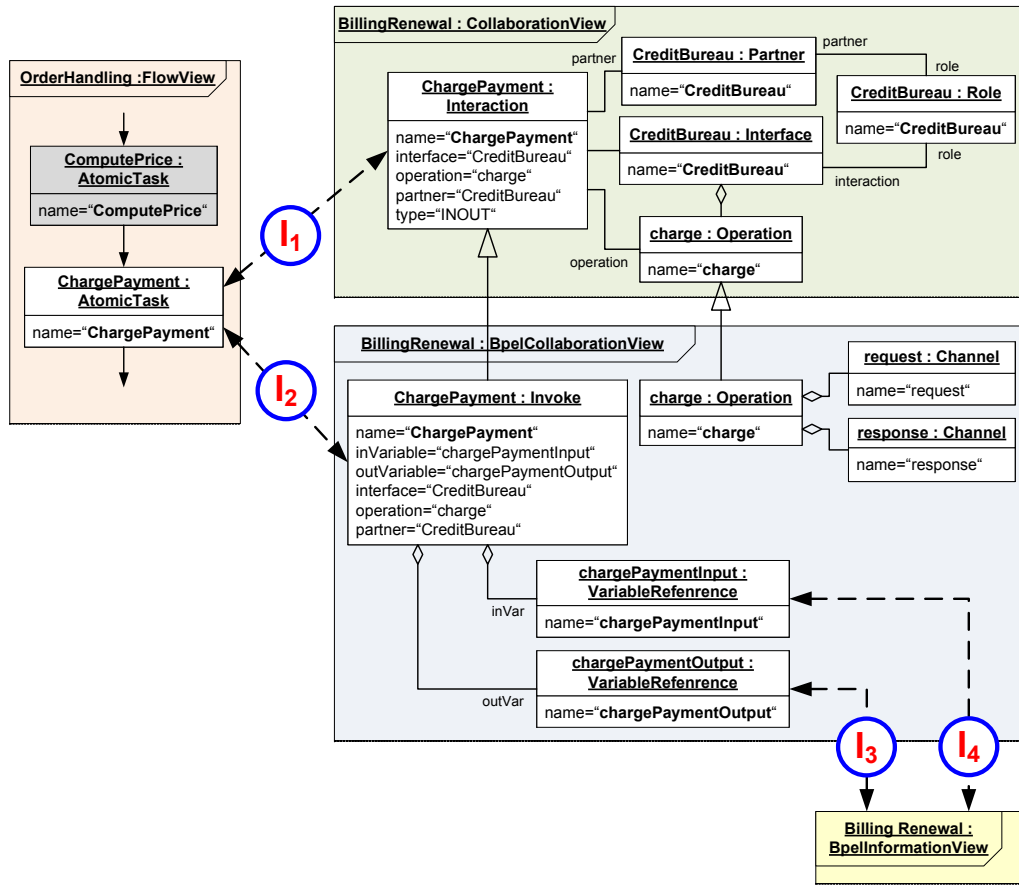 OrderHandling :FlowView
ComputePrice :
AtomicTask
name="ComputePrice“
ChargePayment :
AtomicTask
name=“ChargePayment“
I1
I2
BillingRenewal : CollaborationView
ChargePayment :
Interaction
name=“ChargePayment“
interface=“CreditBureau“
operation=“charge“
partner=“CreditBureau“
type=“INOUT“
partner
CreditBureau : Partner
name=“CreditBureau“
partner
role
CreditBureau : Role
name=“CreditBureau“
role
CreditBureau : Interface
name=“CreditBureau“
interaction
operation
charge : Operation
name=“charge“
BillingRenewal : BpelCollaborationView
ChargePayment : Invoke
name=“ChargePayment“
inVariable=“chargePaymentInput“
outVariable=“chargePaymentOutput“
interface=“CreditBureau“
operation=“charge“
partner=“CreditBureau“
charge : Operation
name=“charge“
request : Channel
name=“request“
response : Channel
name=“response“
inVar
chargePaymentInput :
VariableRefenrence
name=“chargePaymentInput“
outVar
chargePaymentOutput :
VariableRefenrence
name=“chargePaymentOutput“
I3
I4
Billing Renewal :
BpelInformationView